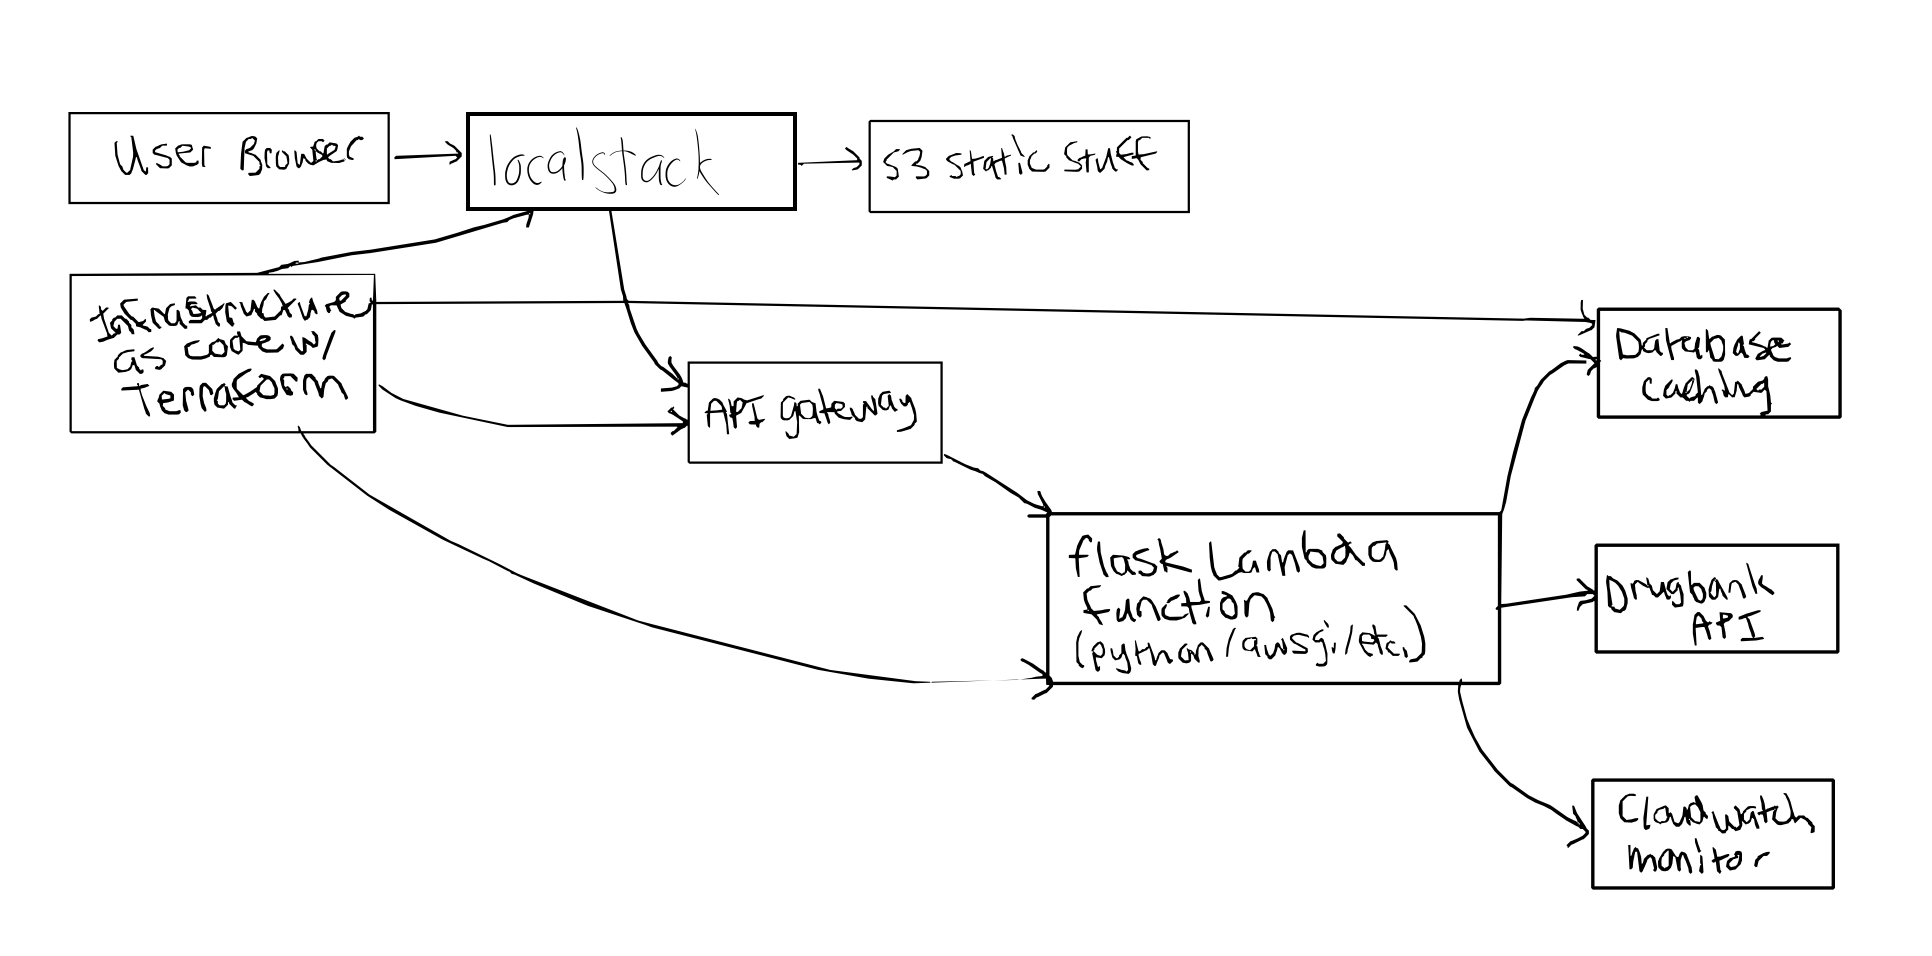 User Browser
localstack
S3 static stuff
Infrastructure
as code w/
Terraform
API gateway
Database
caching
flask Lambda
function
(python/awsgi/etc.)
Drugbank
API
Cloudwatch
monitor